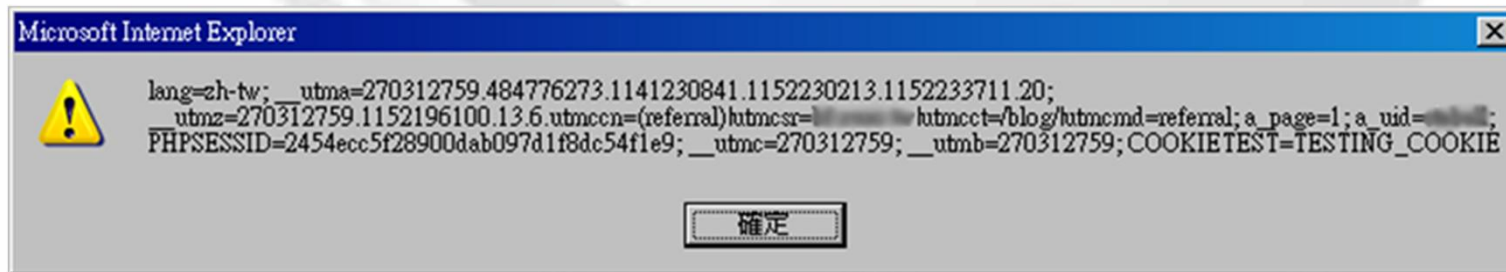 Microsoft Internet Explorer
lang=zh-tw; __utma=270312759.484776273.1141230841.1152230213.1152233711.20;
__utmz=270312759.1152196100.13.6.utmccn=(referral)|utmcsr= |utmcct=/blog/|utmcmd=referral; a_page=1; a_uid= ;
PHPSESSID=2454ecc5f28900dab097d1f8dc54f1e9; __utmc=270312759; __utmb=270312759; COOKIETEST=TESTING_COOKIE
確定